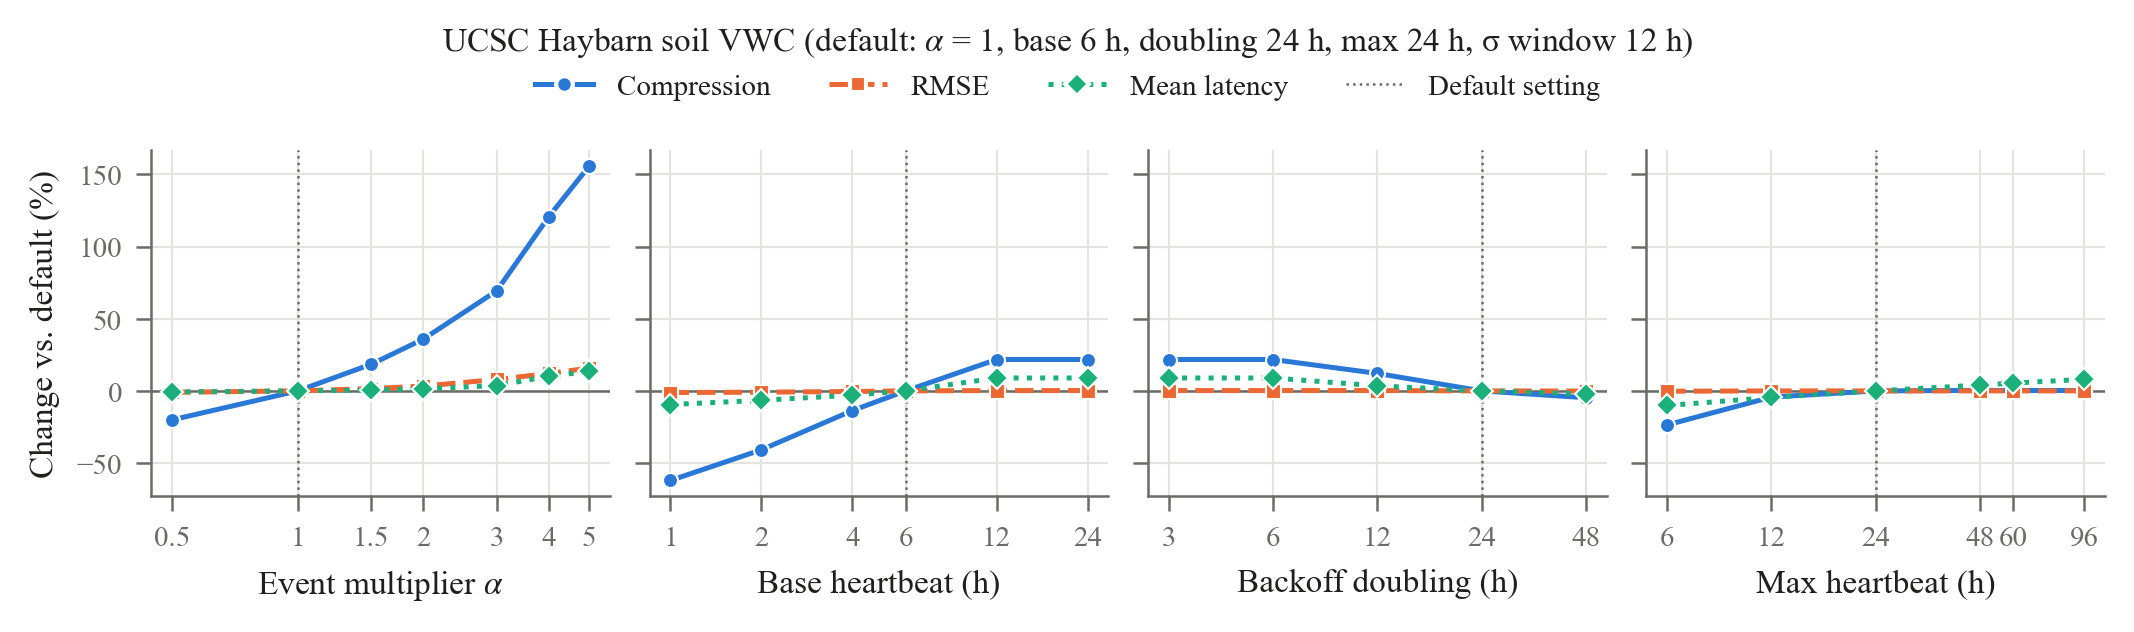 UCSC Haybarn soil VWC (default: α = 1, base 6 h, doubling 24 h, max 24 h, σ window 12 h)
Compression RMSE Mean latency Default setting
Change vs. default (%)
150
100
50
0
−50
0.5 1 1.5 2 3 4 5
Event multiplier α
1 2 4 6 12 24
Base heartbeat (h)
3 6 12 24 48
Backoff doubling (h)
6 12 24 48 60 96
Max heartbeat (h)